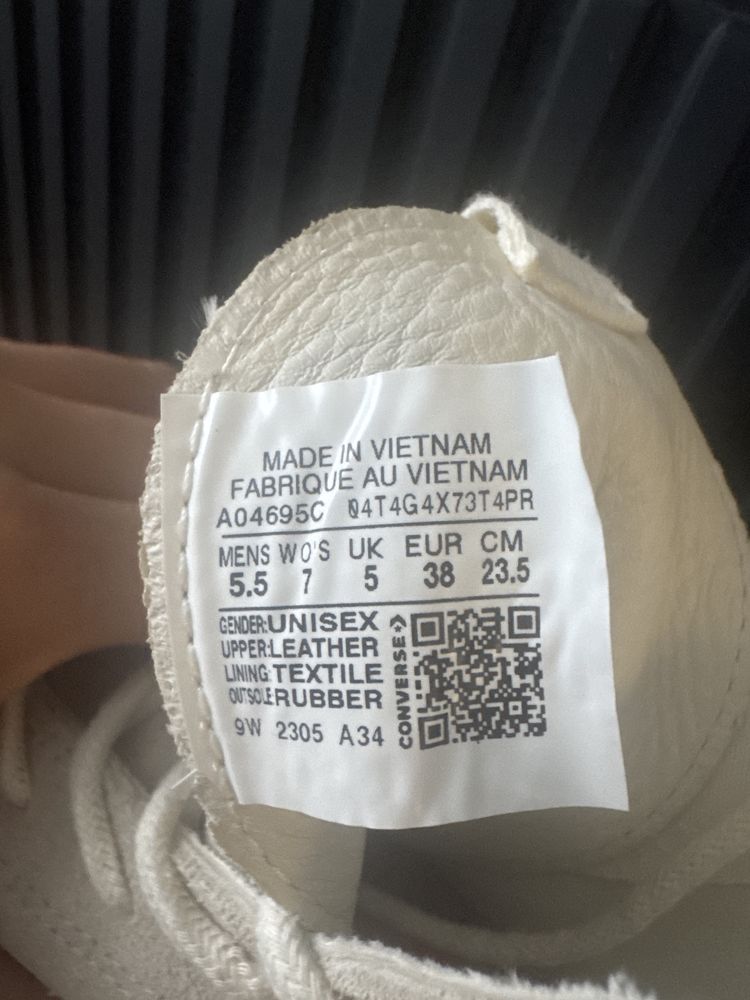 MADE IN VIETNAM
FABRIQUE AU VIETNAM
A04695C 04T4G4X73T4PR
MENS WO'S UK EUR CM
5.5 7 5 38 23.5
GENDER:UNISEX
UPPER:LEATHER
LINING:TEXTILE
OUTSOLE:RUBBER
CONVERSE
9W 2305 A34